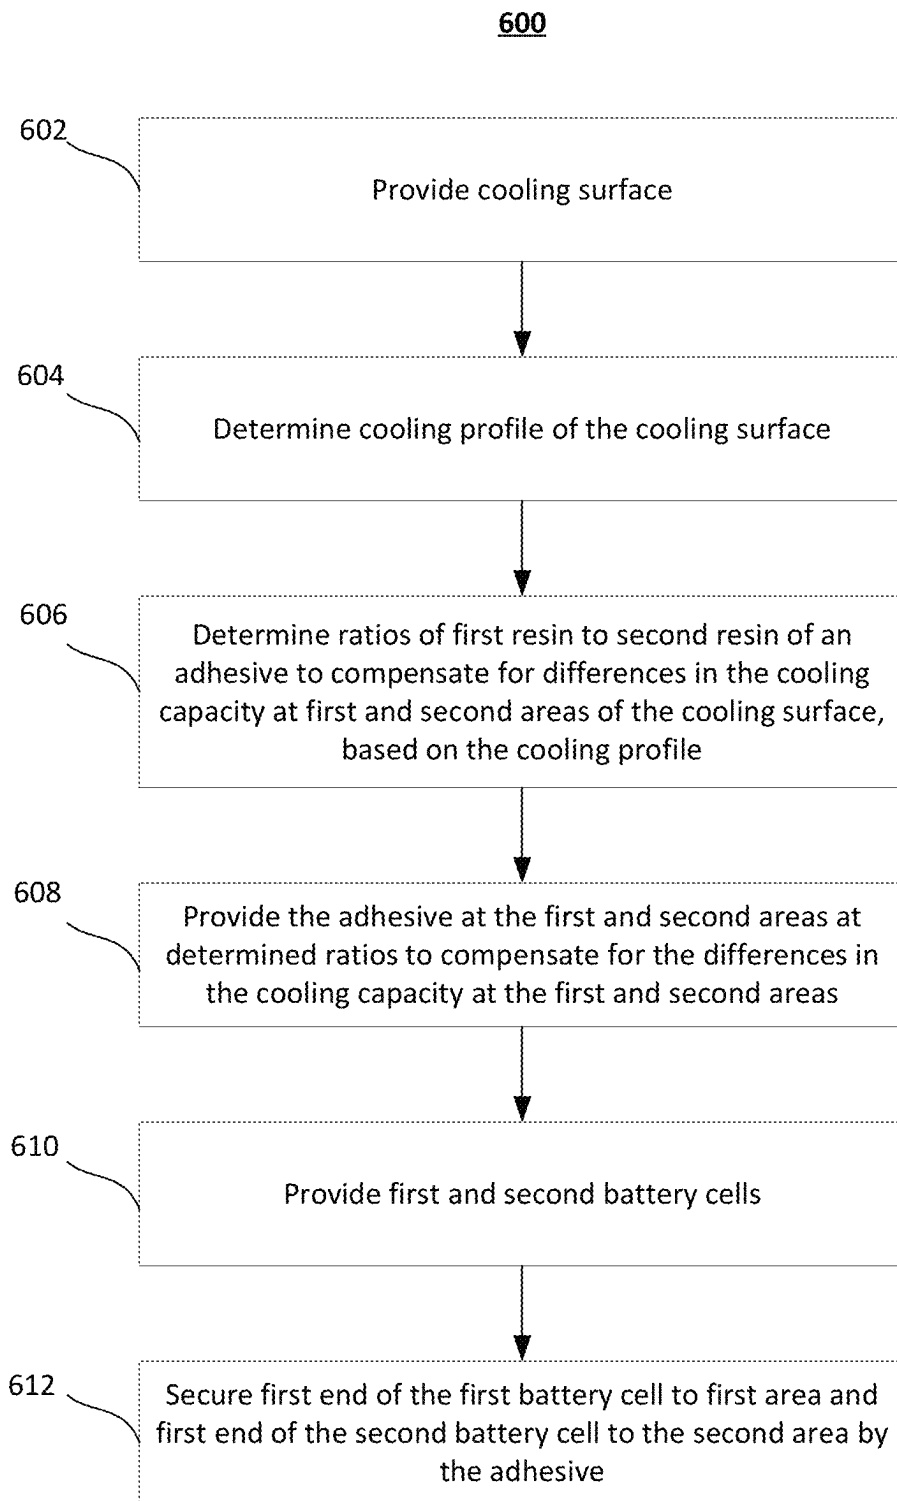 600
602
Provide cooling surface
604
Determine cooling profile of the cooling surface
606
Determine ratios of first resin to second resin of an
adhesive to compensate for differences in the cooling
capacity at first and second areas of the cooling surface,
based on the cooling profile
608
Provide the adhesive at the first and second areas at
determined ratios to compensate for the differences in
the cooling capacity at the first and second areas
610
Provide first and second battery cells
612
Secure first end of the first battery cell to first area and
first end of the second battery cell to the second area by
the adhesive